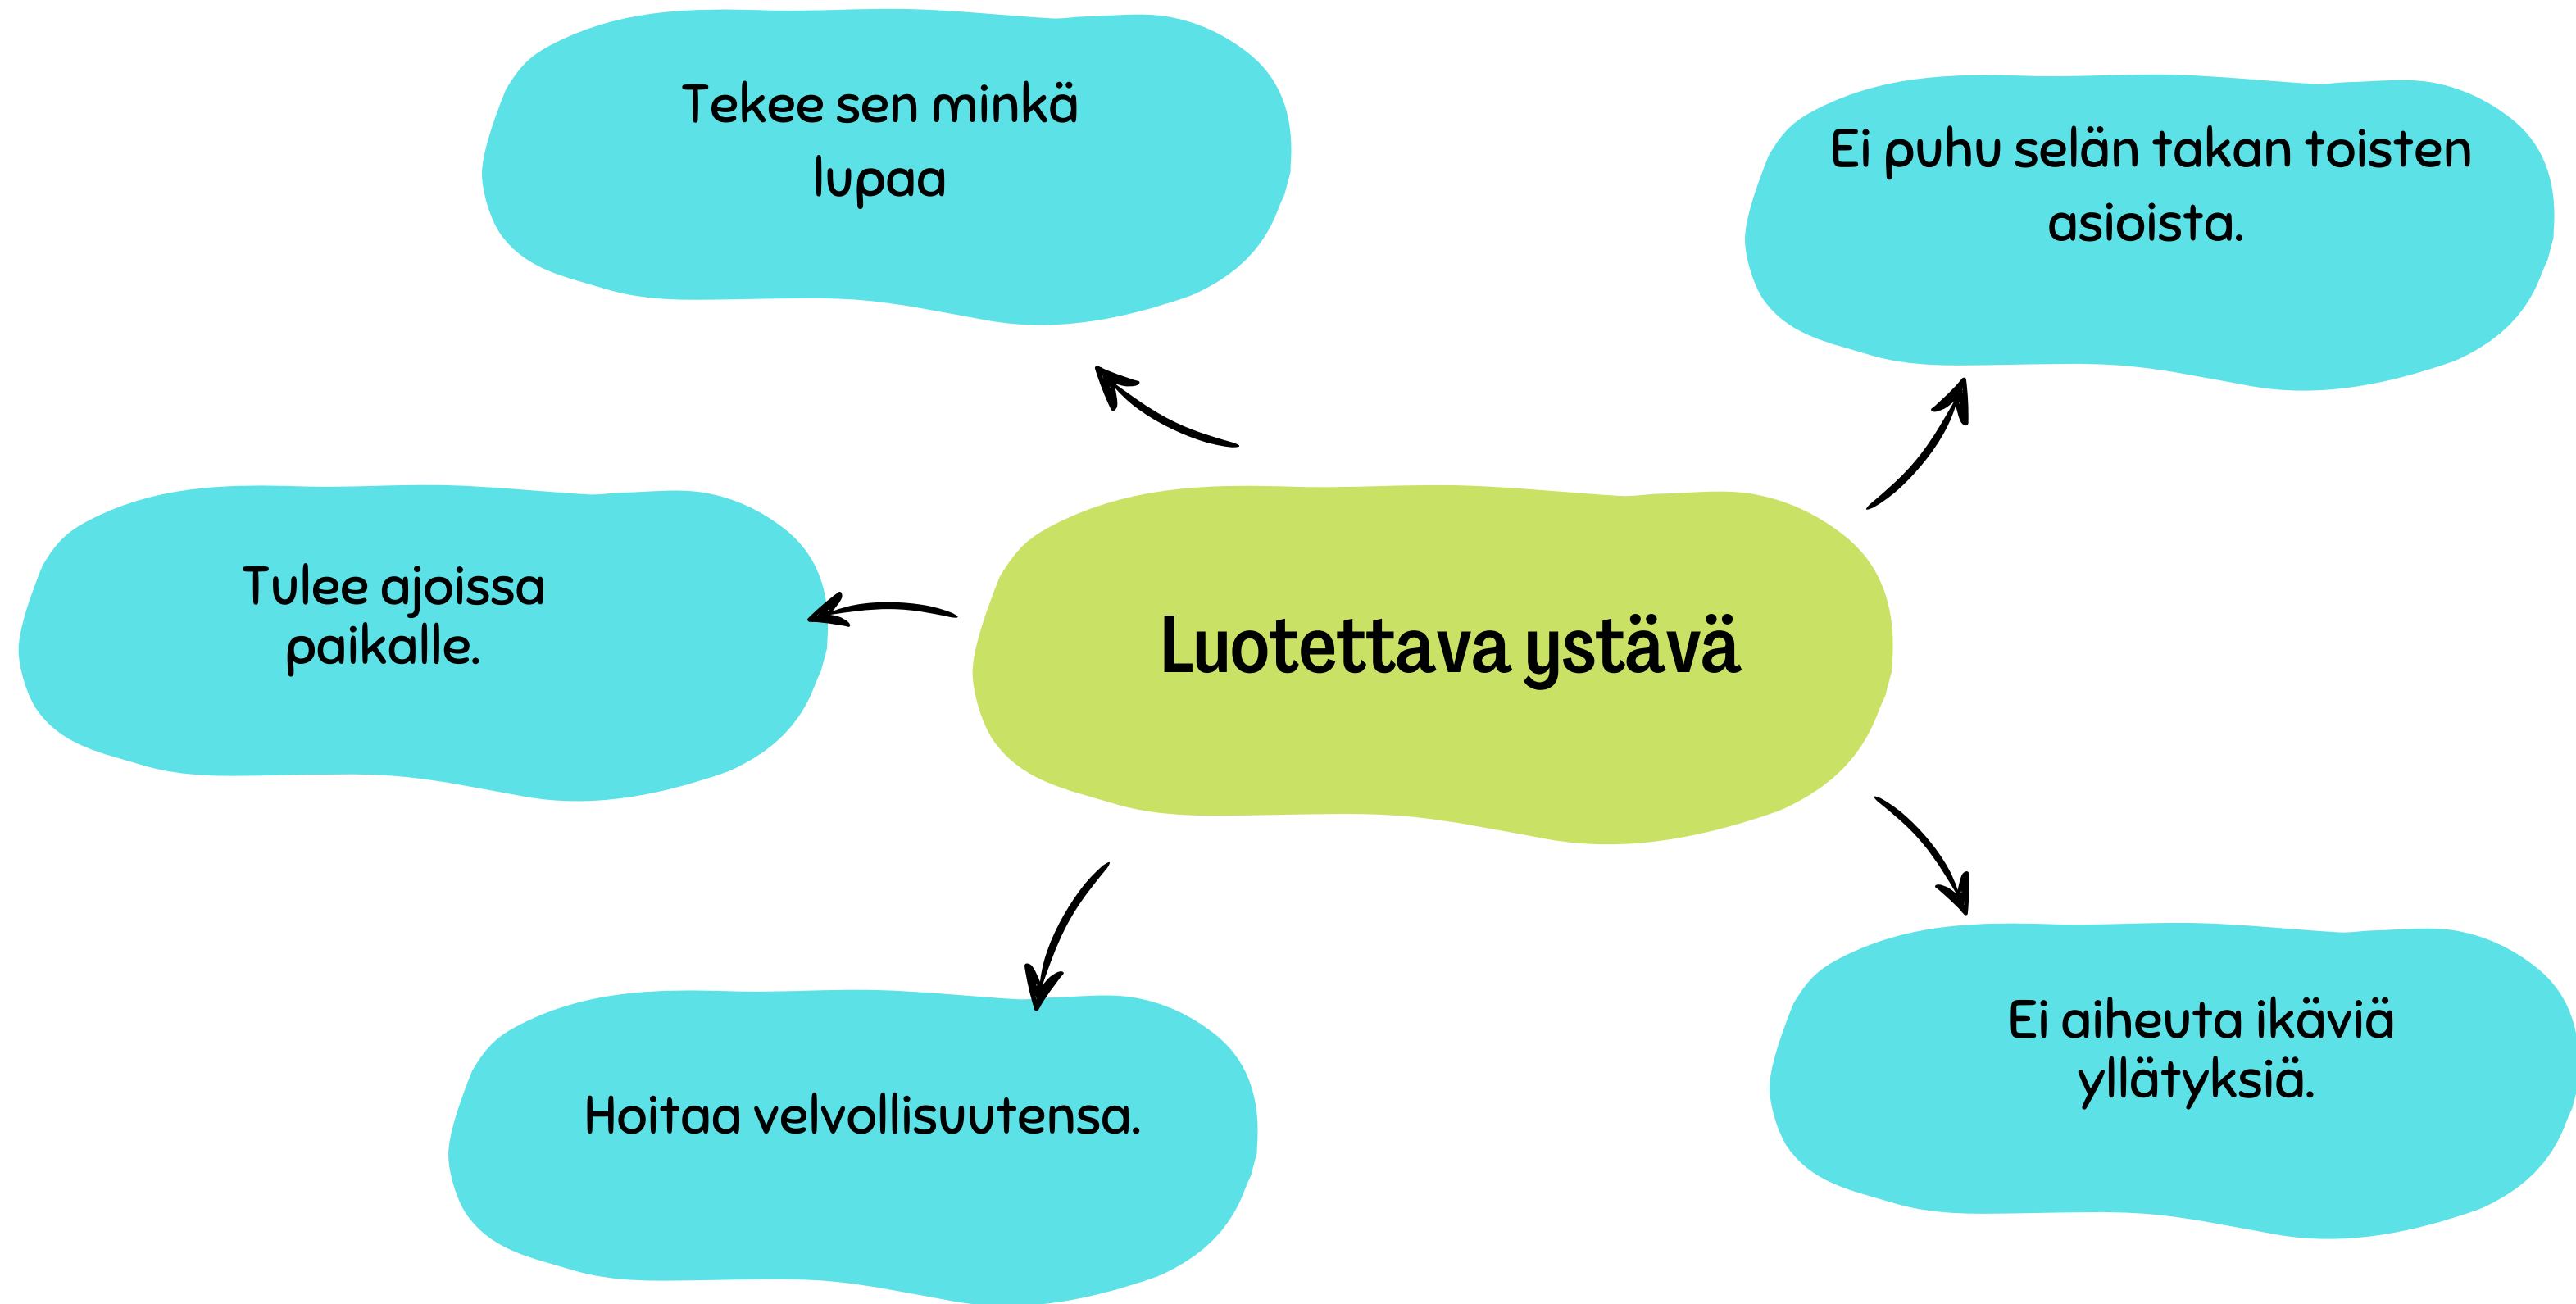 Tekee sen minkä
lupaa
Ei puhu selän takan toisten
asioista.
Tulee ajoissa
paikalle.
Luotettava ystävä
Hoitaa velvollisuutensa.
Ei aiheuta ikäviä
yllätyksiä.